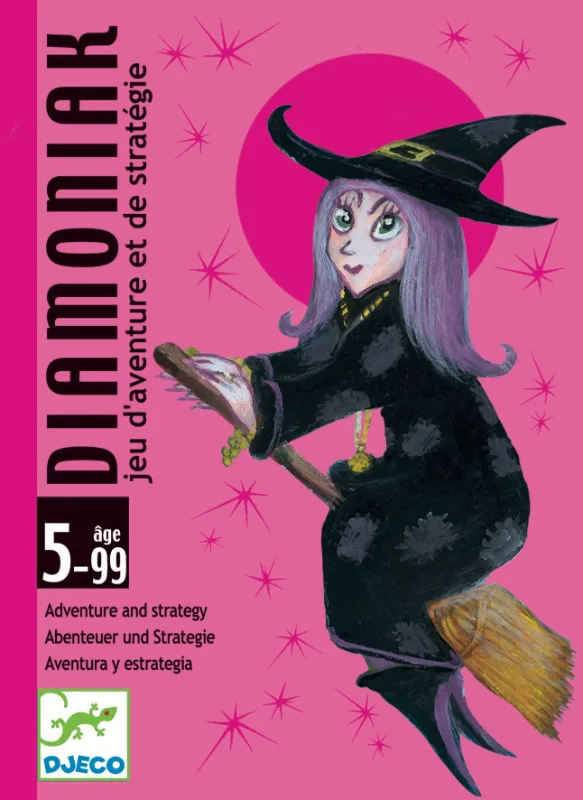 DIAMONIAK
jeu d'aventure et de stratégie
âge
5-99
Adventure and strategy
Abenteuer und Strategie
Aventura y estrategia
DJECO